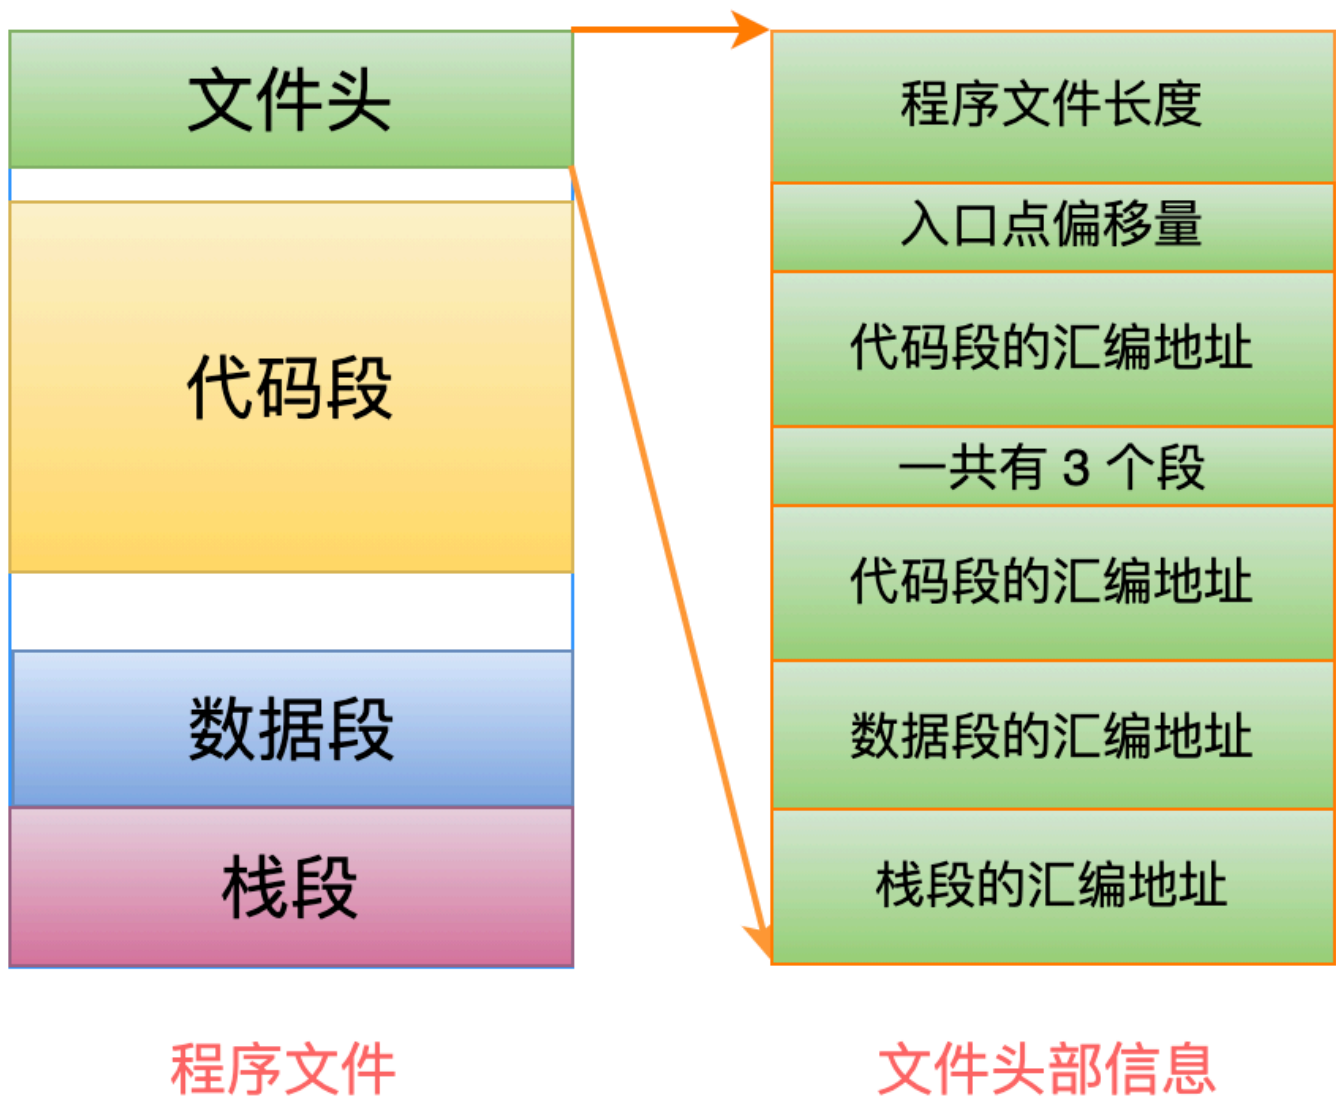 文件头
代码段
数据段
栈段
程序文件
程序文件长度
入口点偏移量
代码段的汇编地址
一共有 3 个段
代码段的汇编地址
数据段的汇编地址
栈段的汇编地址
文件头部信息